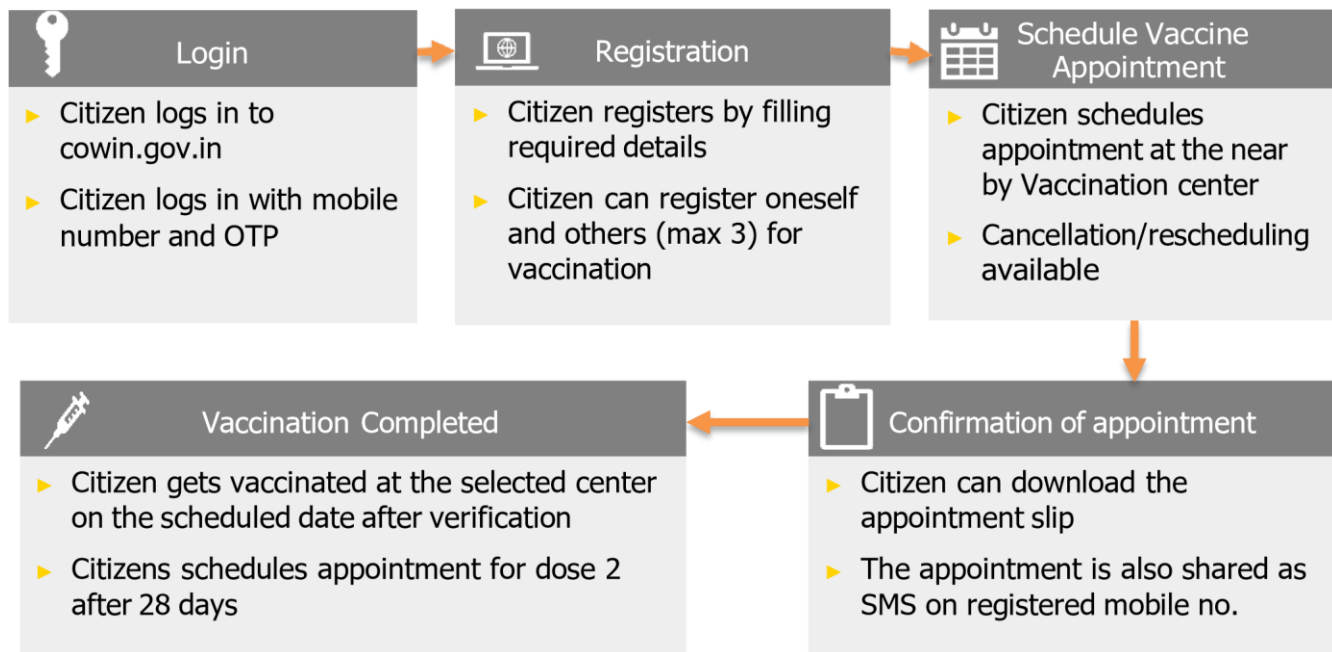 Login
► Citizen logs in to
cowin.gov.in
► Citizen logs in with mobile
number and OTP
Registration
► Citizen registers by filling
required details
► Citizen can register oneself
and others (max 3) for
vaccination
Schedule Vaccine
Appointment
► Citizen schedules
appointment at the near
by Vaccination center
► Cancellation/rescheduling
available
Confirmation of appointment
► Citizen can download the
appointment slip
► The appointment is also shared as
SMS on registered mobile no.
Vaccination Completed
► Citizen gets vaccinated at the selected center
on the scheduled date after verification
► Citizens schedules appointment for dose 2
after 28 days